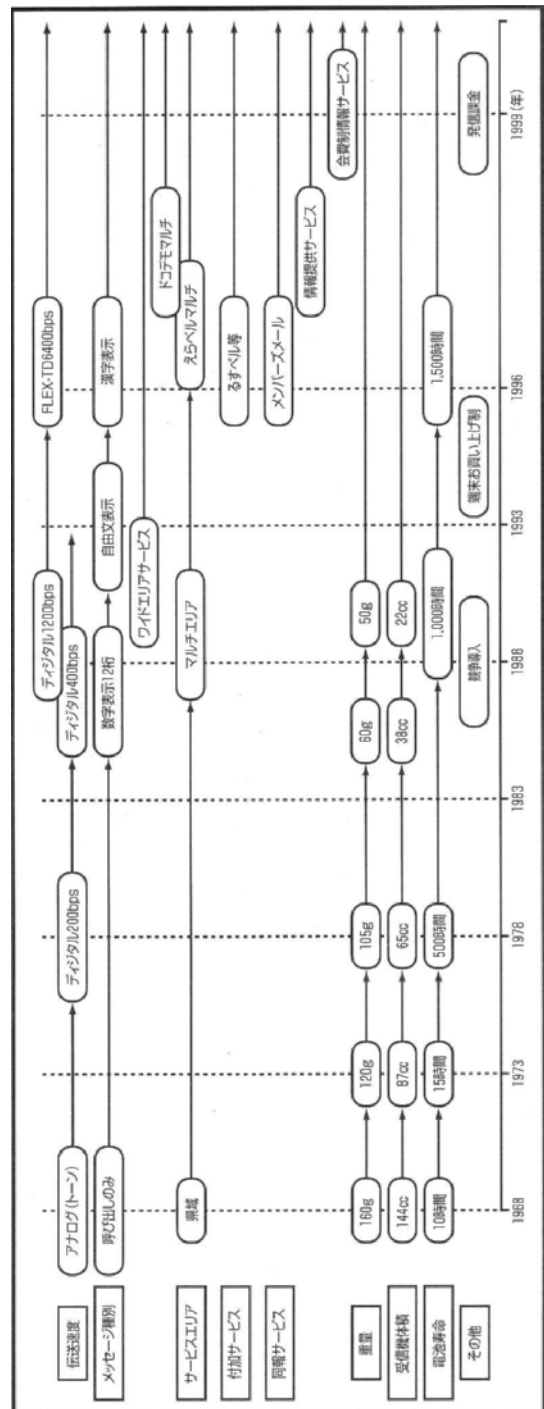 伝送速度
アナログ(トーン)
ディジタル200bps
ディジタル400bps
ディジタル1200bps
FLEX-TD6400bps
メッセージ種別
呼び出しのみ
数字表示12桁
自由文表示
漢字表示
ワイドエリアサービス
ドコデモマルチ
サービスエリア
県域
マルチエリア
えらべルマルチ
付加サービス
るすベル等
同報サービス
メンバーズメール
情報提供サービス
会費制情報サービス
重量
160g
120g
105g
60g
50g
受信機体積
144cc
87cc
65cc
38cc
22cc
電池寿命
10時間
15時間
500時間
1,000時間
1,500時間
その他
競争導入
端末お買い上げ制
発信課金
1968
1973
1978
1983
1988
1993
1996
1999(年)